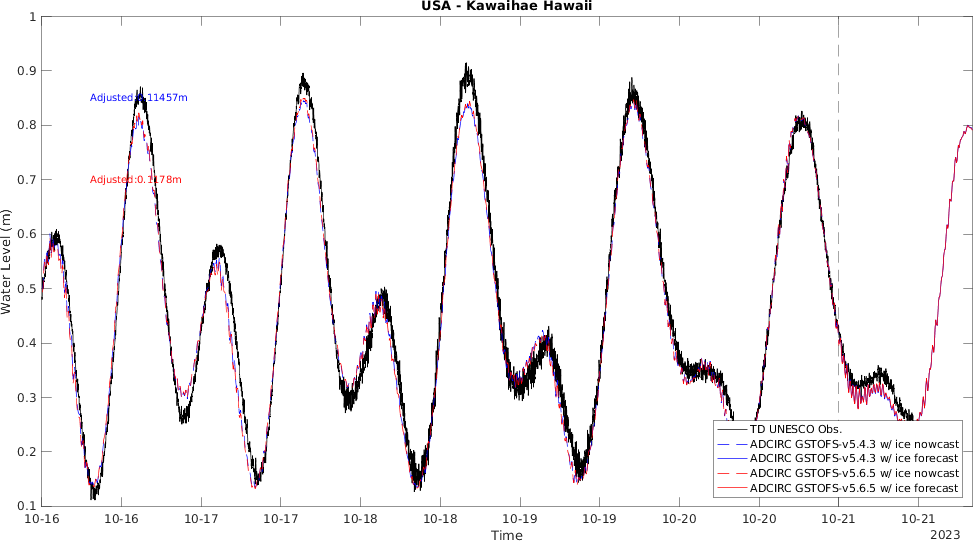 USA - Kawaihae Hawaii
1
0.9
0.8
0.7
0.6
0.5
0.4
0.3
0.2
0.1
Water Level (m)
Adjusted:0.11457m
Adjusted:0.1178m
TD UNESCO Obs.
ADCIRC GSTOFS-v5.4.3 w/ ice nowcast
ADCIRC GSTOFS-v5.4.3 w/ ice forecast
ADCIRC GSTOFS-v5.6.5 w/ ice nowcast
ADCIRC GSTOFS-v5.6.5 w/ ice forecast
10-16 10-16 10-17 10-17 10-18 10-18 10-19 10-19 10-20 10-20 10-21 10-21
2023
Time